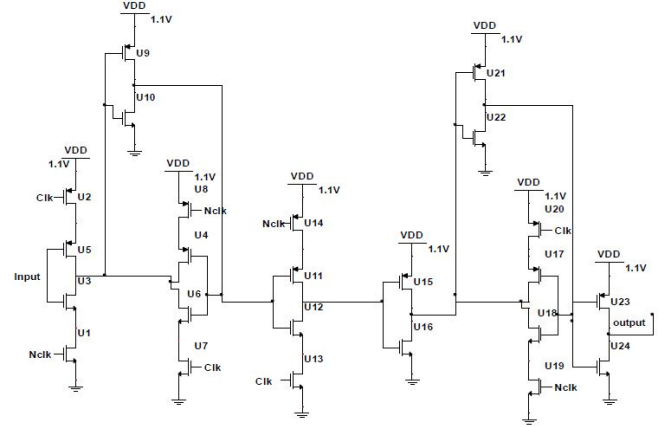 VDD
1.1V
U9
U10
VDD
1.1V
U21
U22
VDD
1.1V
U2
Clk
U5
Input
U3
U1
Nclk
VDD
1.1V
U8
Nclk
U4
U6
U7
Clk
VDD
1.1V
U14
Nclk
U11
U12
U13
Clk
VDD
1.1V
U15
U16
VDD
1.1V
U20
Clk
U17
U18
U19
Nclk
VDD
1.1V
U23
output
U24